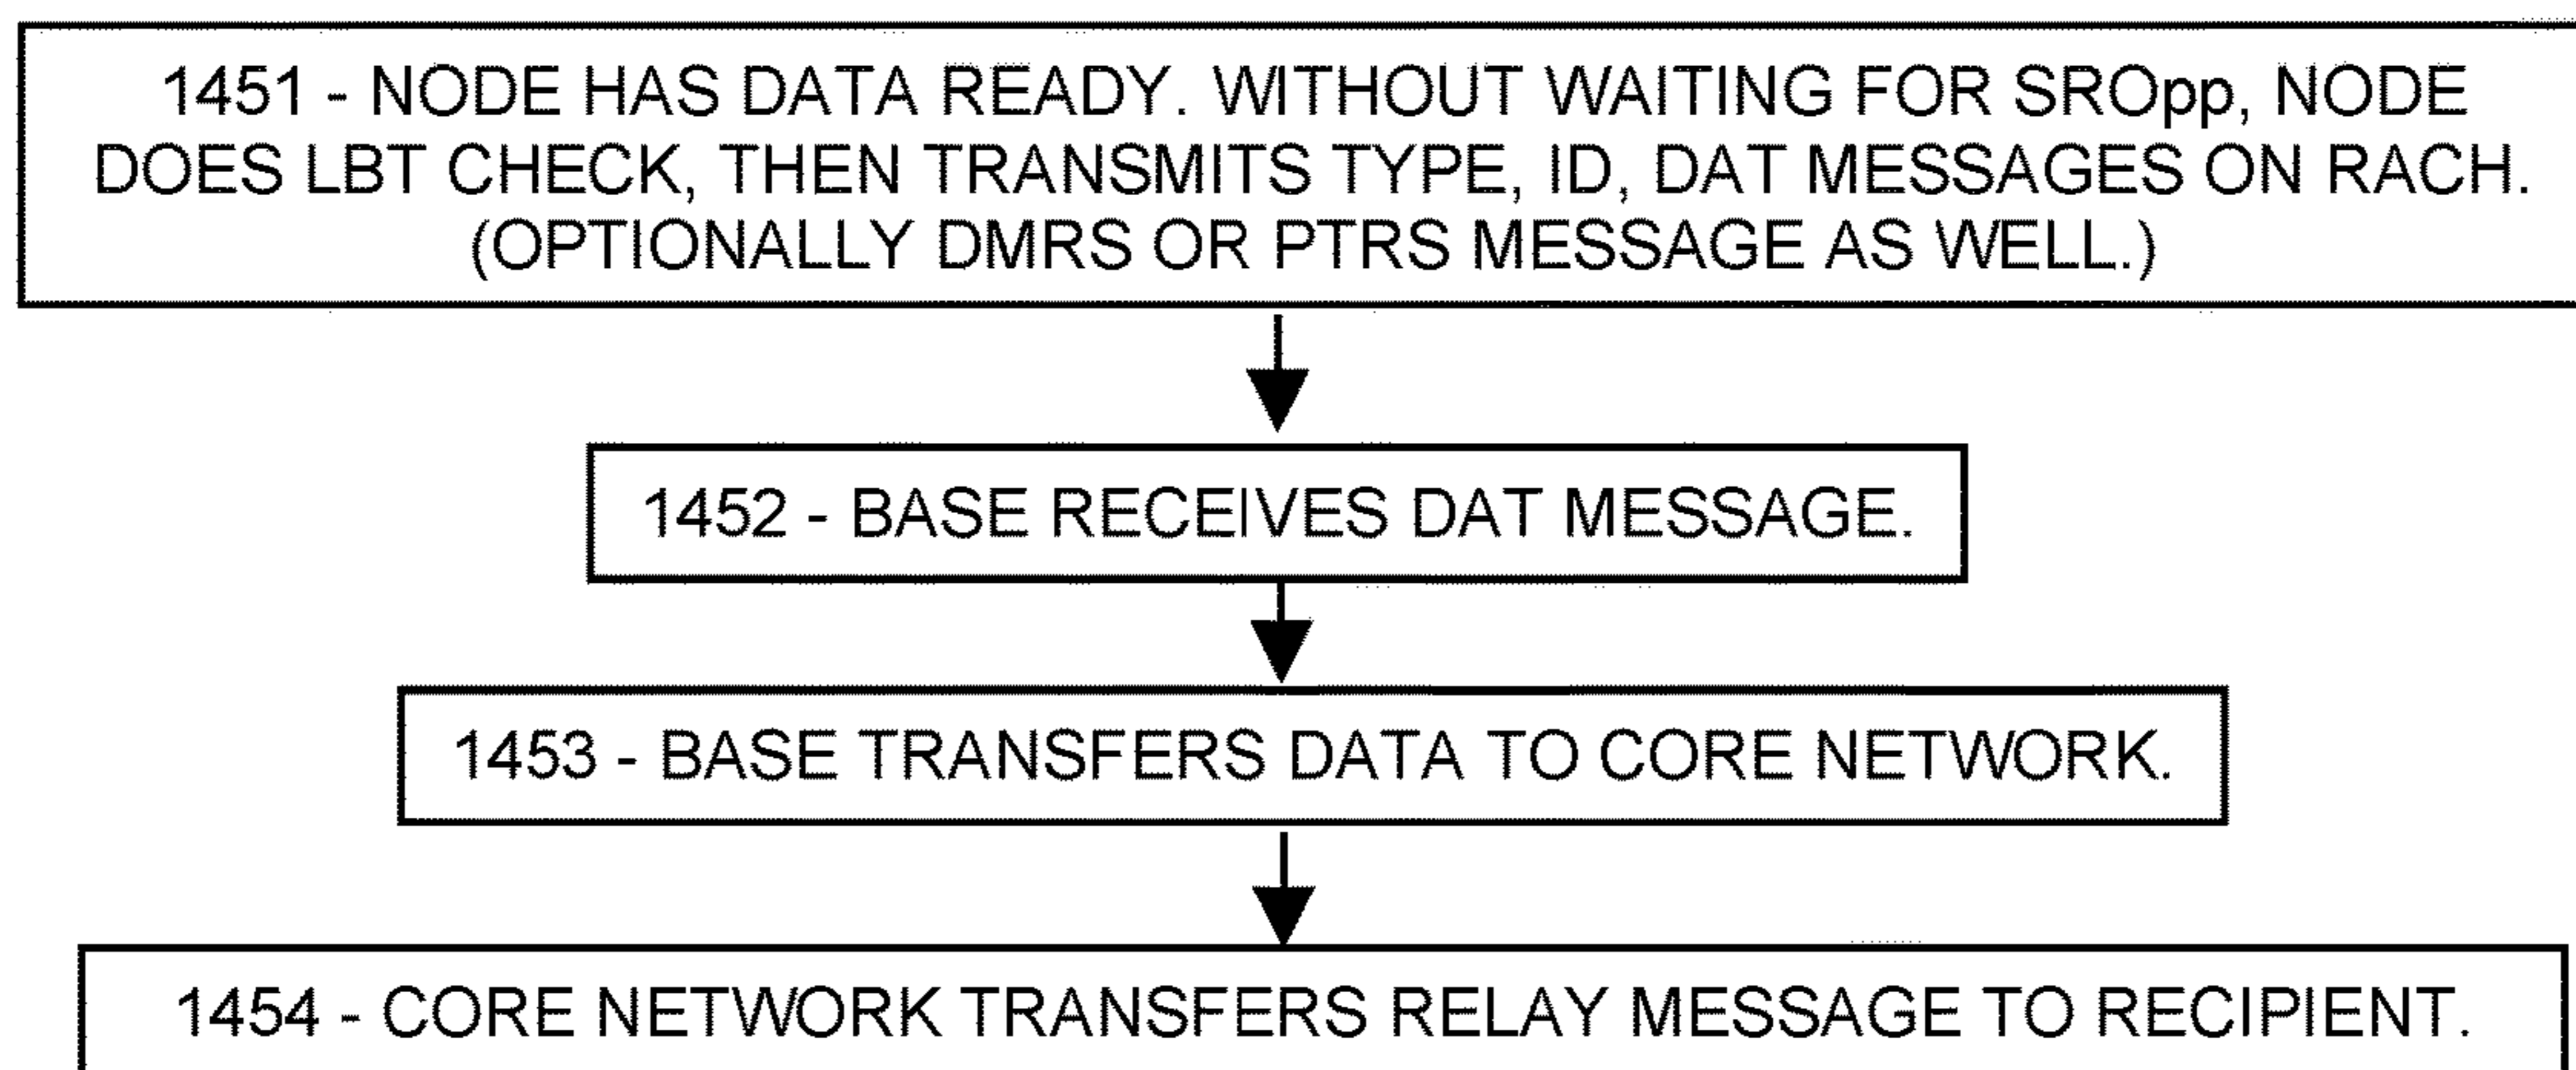 1451 - NODE HAS DATA READY. WITHOUT WAITING FOR SROpp, NODE
DOES LBT CHECK, THEN TRANSMITS TYPE, ID, DAT MESSAGES ON RACH.
(OPTIONALLY DMRS OR PTRS MESSAGE AS WELL.)
1452 - BASE RECEIVES DAT MESSAGE.
1453 - BASE TRANSFERS DATA TO CORE NETWORK.
1454 - CORE NETWORK TRANSFERS RELAY MESSAGE TO RECIPIENT.